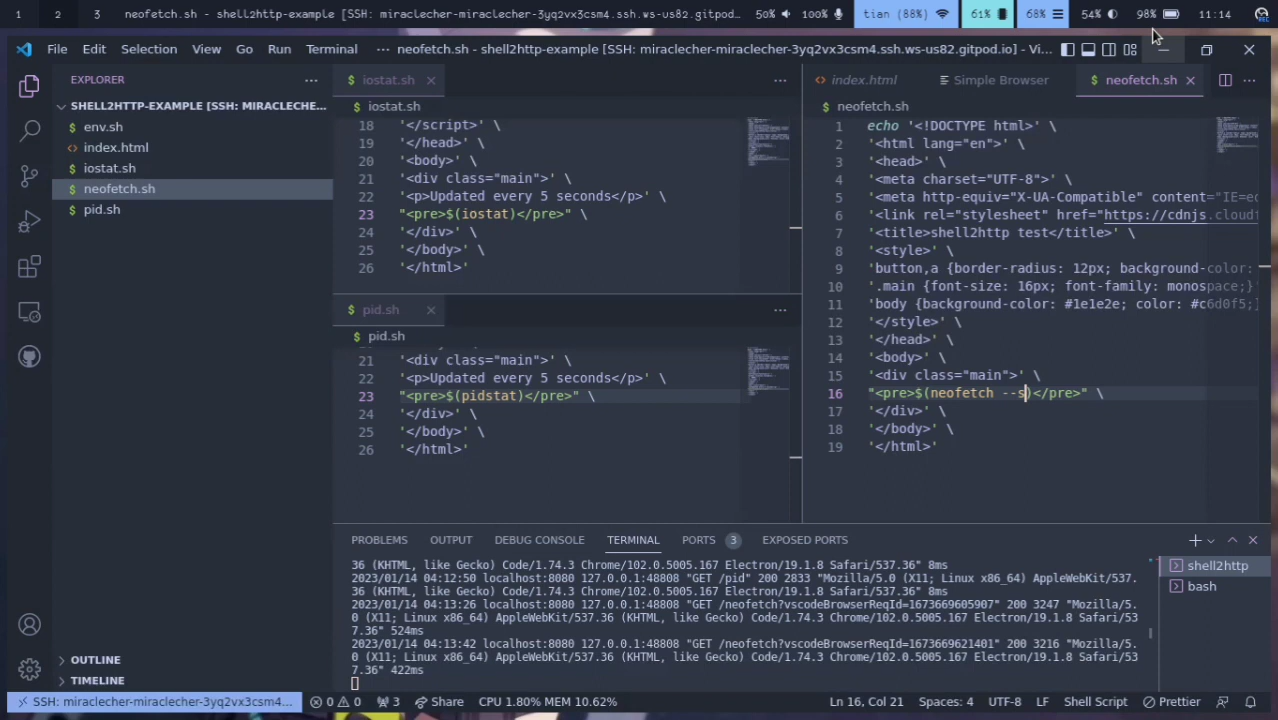 1 2 3 neofetch.sh - shell2http-example [SSH: miraclecher-miraclecher-3yq2vx3csm4.ssh.ws-us82.gitpod.io... 50% 100% tian (88%) 61% 68% 54% 98% 11:14 REC
File Edit Selection View Go Run Terminal ··· neofetch.sh - shell2http-example [SSH: miraclecher-miraclecher-3yq2vx3csm4.ssh.ws-us82.gitpod.io] - Vi...
EXPLORER
SHELL2HTTP-EXAMPLE [SSH: MIRACLECHE...
env.sh
index.html
iostat.sh
neofetch.sh
pid.sh
OUTLINE
TIMELINE
$ iostat.sh
$ iostat.sh
18 '</script>' \
19 '</head>' \
20 '<body>' \
21 '<div class="main">' \
22 '<p>Updated every 5 seconds</p>' \
23 "<pre>$(iostat)</pre>" \
24 '</div>' \
25 '</body>' \
26 '</html>'
$ pid.sh
$ pid.sh
21 '<div class="main">' \
22 '<p>Updated every 5 seconds</p>' \
23 "<pre>$(pidstat)</pre>" \
24 '</div>' \
25 '</body>' \
26 '</html>'
index.html Simple Browser $ neofetch.sh
$ neofetch.sh
1 echo '<!DOCTYPE html>' \
2 '<html lang="en">' \
3 '<head>' \
4 '<meta charset="UTF-8">' \
5 '<meta http-equiv="X-UA-Compatible" content="IE=ed
6 '<link rel="stylesheet" href="https://cdnjs.cloudf
7 '<title>shell2http test</title>' \
8 '<style>' \
9 'button,a {border-radius: 12px; background-color:
10 '.main {font-size: 16px; font-family: monospace;}'
11 'body {background-color: #1e1e2e; color: #c6d0f5;}
12 '</style>' \
13 '</head>' \
14 '<body>' \
15 '<div class="main">' \
16 "<pre>$(neofetch --s)</pre>" \
17 '</div>' \
18 '</body>' \
19 '</html>'
PROBLEMS OUTPUT DEBUG CONSOLE TERMINAL PORTS 3 EXPOSED PORTS
36 (KHTML, like Gecko) Code/1.74.3 Chrome/102.0.5005.167 Electron/19.1.8 Safari/537.36" 8ms
2023/01/14 04:12:50 localhost:8080 127.0.0.1:48808 "GET /pid" 200 2833 "Mozilla/5.0 (X11; Linux x86_64) AppleWebKit/537.
36 (KHTML, like Gecko) Code/1.74.3 Chrome/102.0.5005.167 Electron/19.1.8 Safari/537.36" 8ms
2023/01/14 04:13:26 localhost:8080 127.0.0.1:48808 "GET /neofetch?vscodeBrowserReqId=1673669605907" 200 3247 "Mozilla/5.
0 (X11; Linux x86_64) AppleWebKit/537.36 (KHTML, like Gecko) Code/1.74.3 Chrome/102.0.5005.167 Electron/19.1.8 Safari/53
7.36" 524ms
2023/01/14 04:13:42 localhost:8080 127.0.0.1:48808 "GET /neofetch?vscodeBrowserReqId=1673669621401" 200 3216 "Mozilla/5.
0 (X11; Linux x86_64) AppleWebKit/537.36 (KHTML, like Gecko) Code/1.74.3 Chrome/102.0.5005.167 Electron/19.1.8 Safari/53
7.36" 422ms
shell2http
bash
SSH: miraclecher-miraclecher-3yq2vx3csm4... 0 0 3 Share CPU 1.80% MEM 10.62% Ln 16, Col 21 Spaces: 4 UTF-8 LF Shell Script Prettier